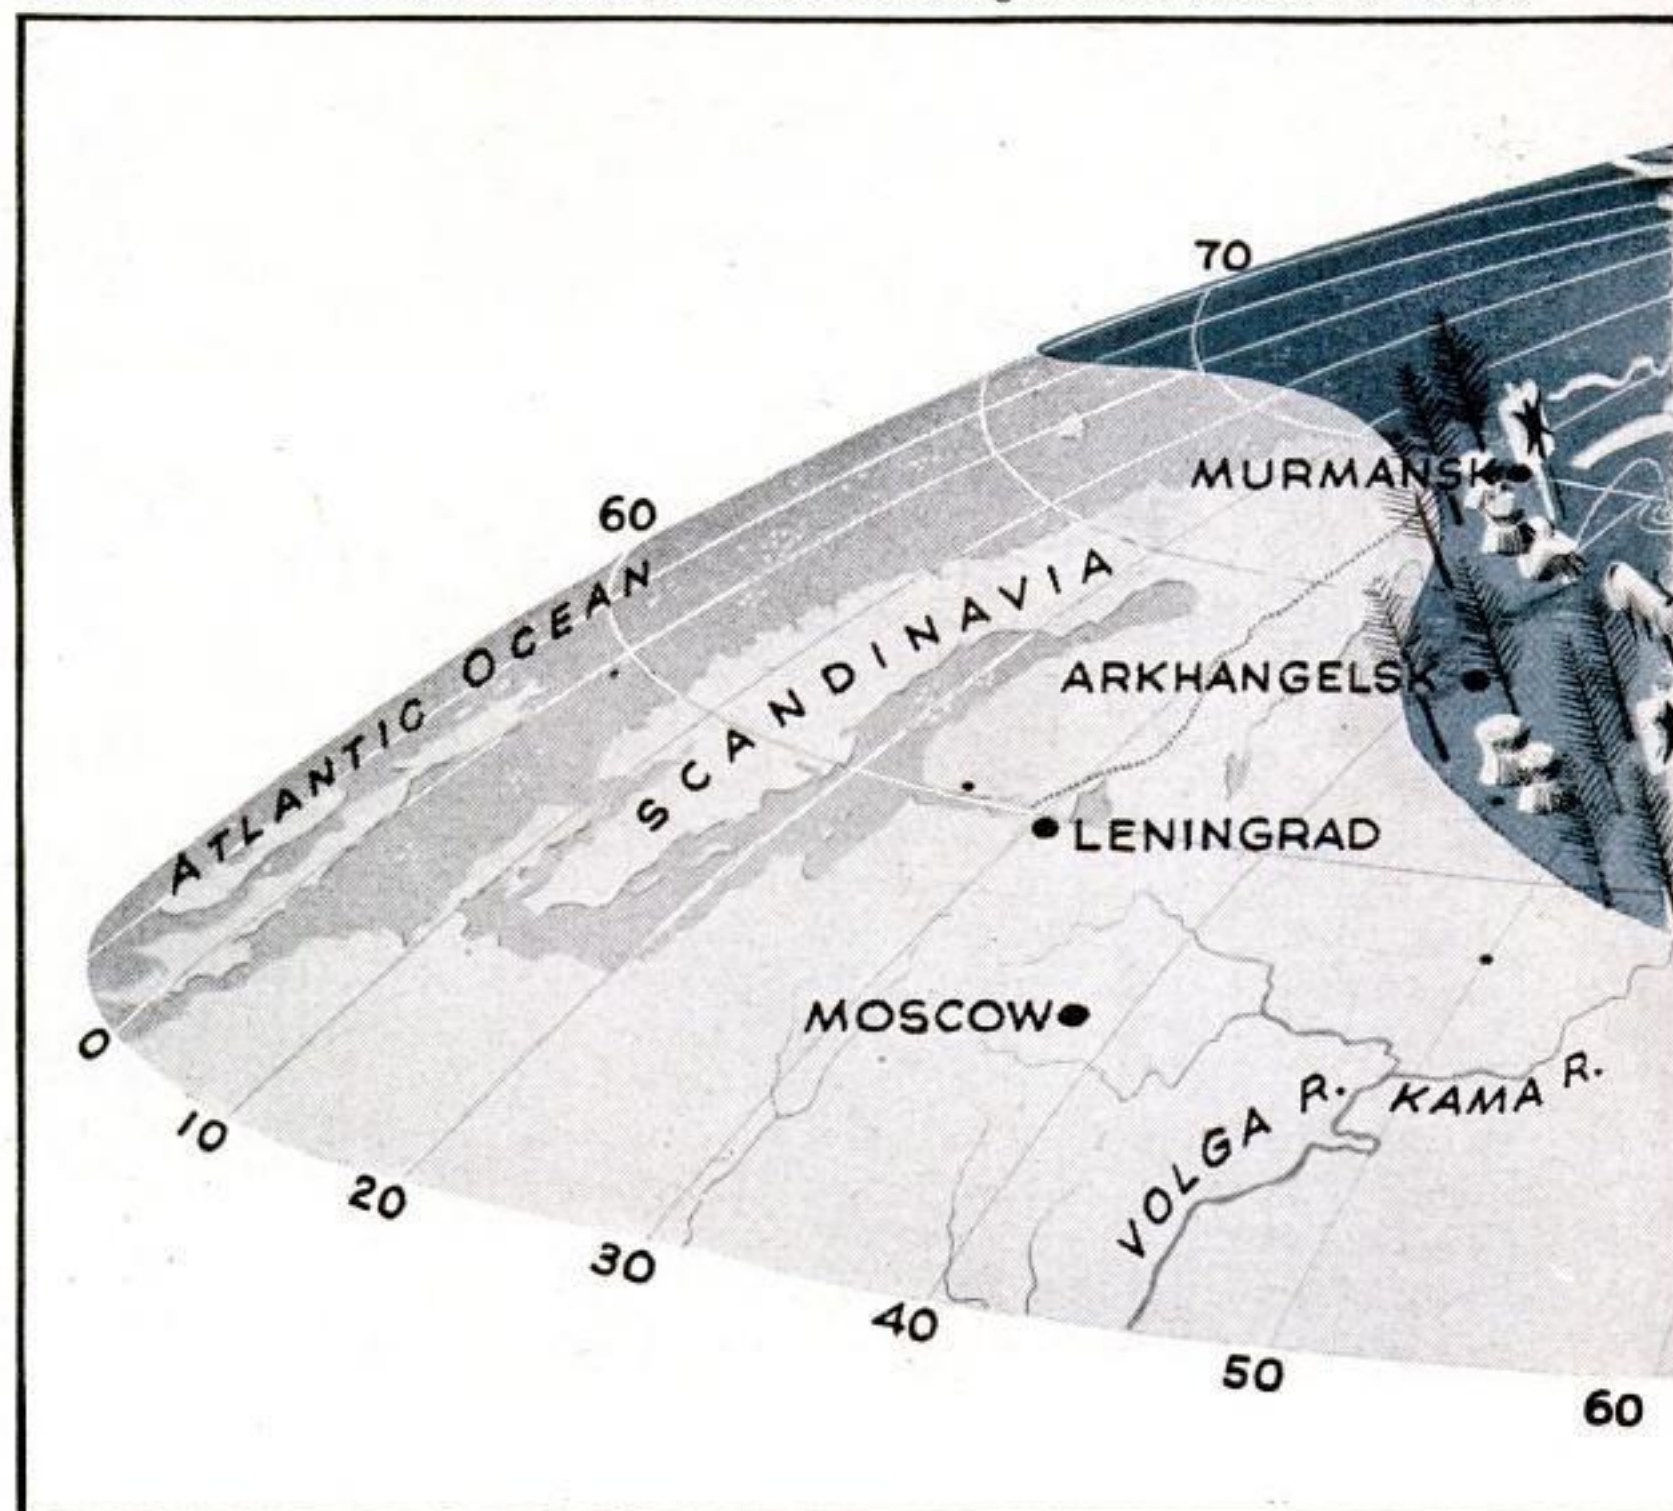 70
MURMANSK
60
ATLANTIC OCEAN
SCANDINAVIA
ARKHANGELSK
LENINGRAD
MOSCOW
VOLGA R.
KAMA R.
0
10
20
30
40
50
60